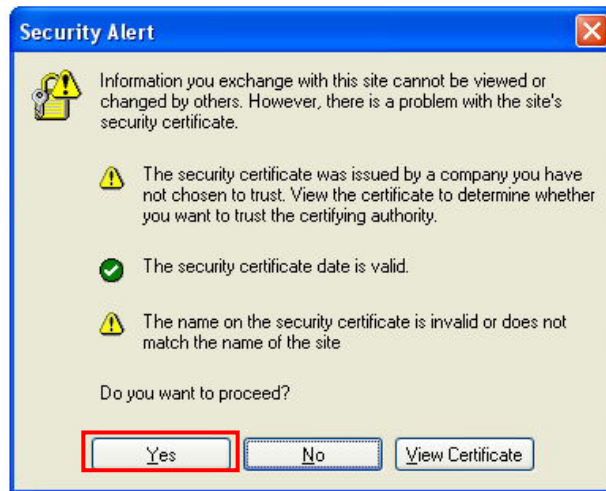 Security Alert
Information you exchange with this site cannot be viewed or
changed by others. However, there is a problem with the site's
security certificate.
The security certificate was issued by a company you have
not chosen to trust. View the certificate to determine whether
you want to trust the certifying authority.
The security certificate date is valid.
The name on the security certificate is invalid or does not
match the name of the site
Do you want to proceed?
Yes No View Certificate